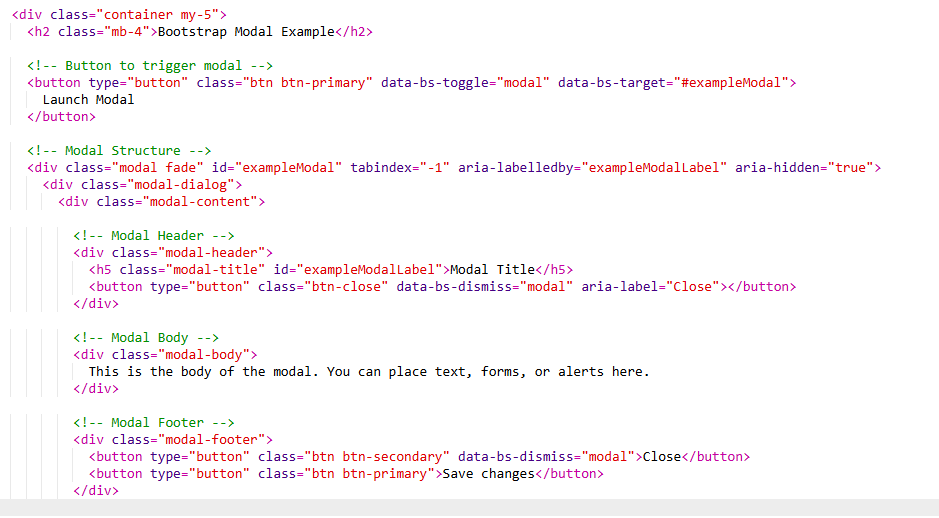 <div class="container my-5">
<h2 class="mb-4">Bootstrap Modal Example</h2>
<!-- Button to trigger modal -->
<button type="button" class="btn btn-primary" data-bs-toggle="modal" data-bs-target="#exampleModal">
Launch Modal
</button>
<!-- Modal Structure -->
<div class="modal fade" id="exampleModal" tabindex="-1" aria-labelledby="exampleModalLabel" aria-hidden="true">
<div class="modal-dialog">
<div class="modal-content">
<!-- Modal Header -->
<div class="modal-header">
<h5 class="modal-title" id="exampleModalLabel">Modal Title</h5>
<button type="button" class="btn-close" data-bs-dismiss="modal" aria-label="Close"></button>
</div>
<!-- Modal Body -->
<div class="modal-body">
This is the body of the modal. You can place text, forms, or alerts here.
</div>
<!-- Modal Footer -->
<div class="modal-footer">
<button type="button" class="btn btn-secondary" data-bs-dismiss="modal">Close</button>
<button type="button" class="btn btn-primary">Save changes</button>
</div>